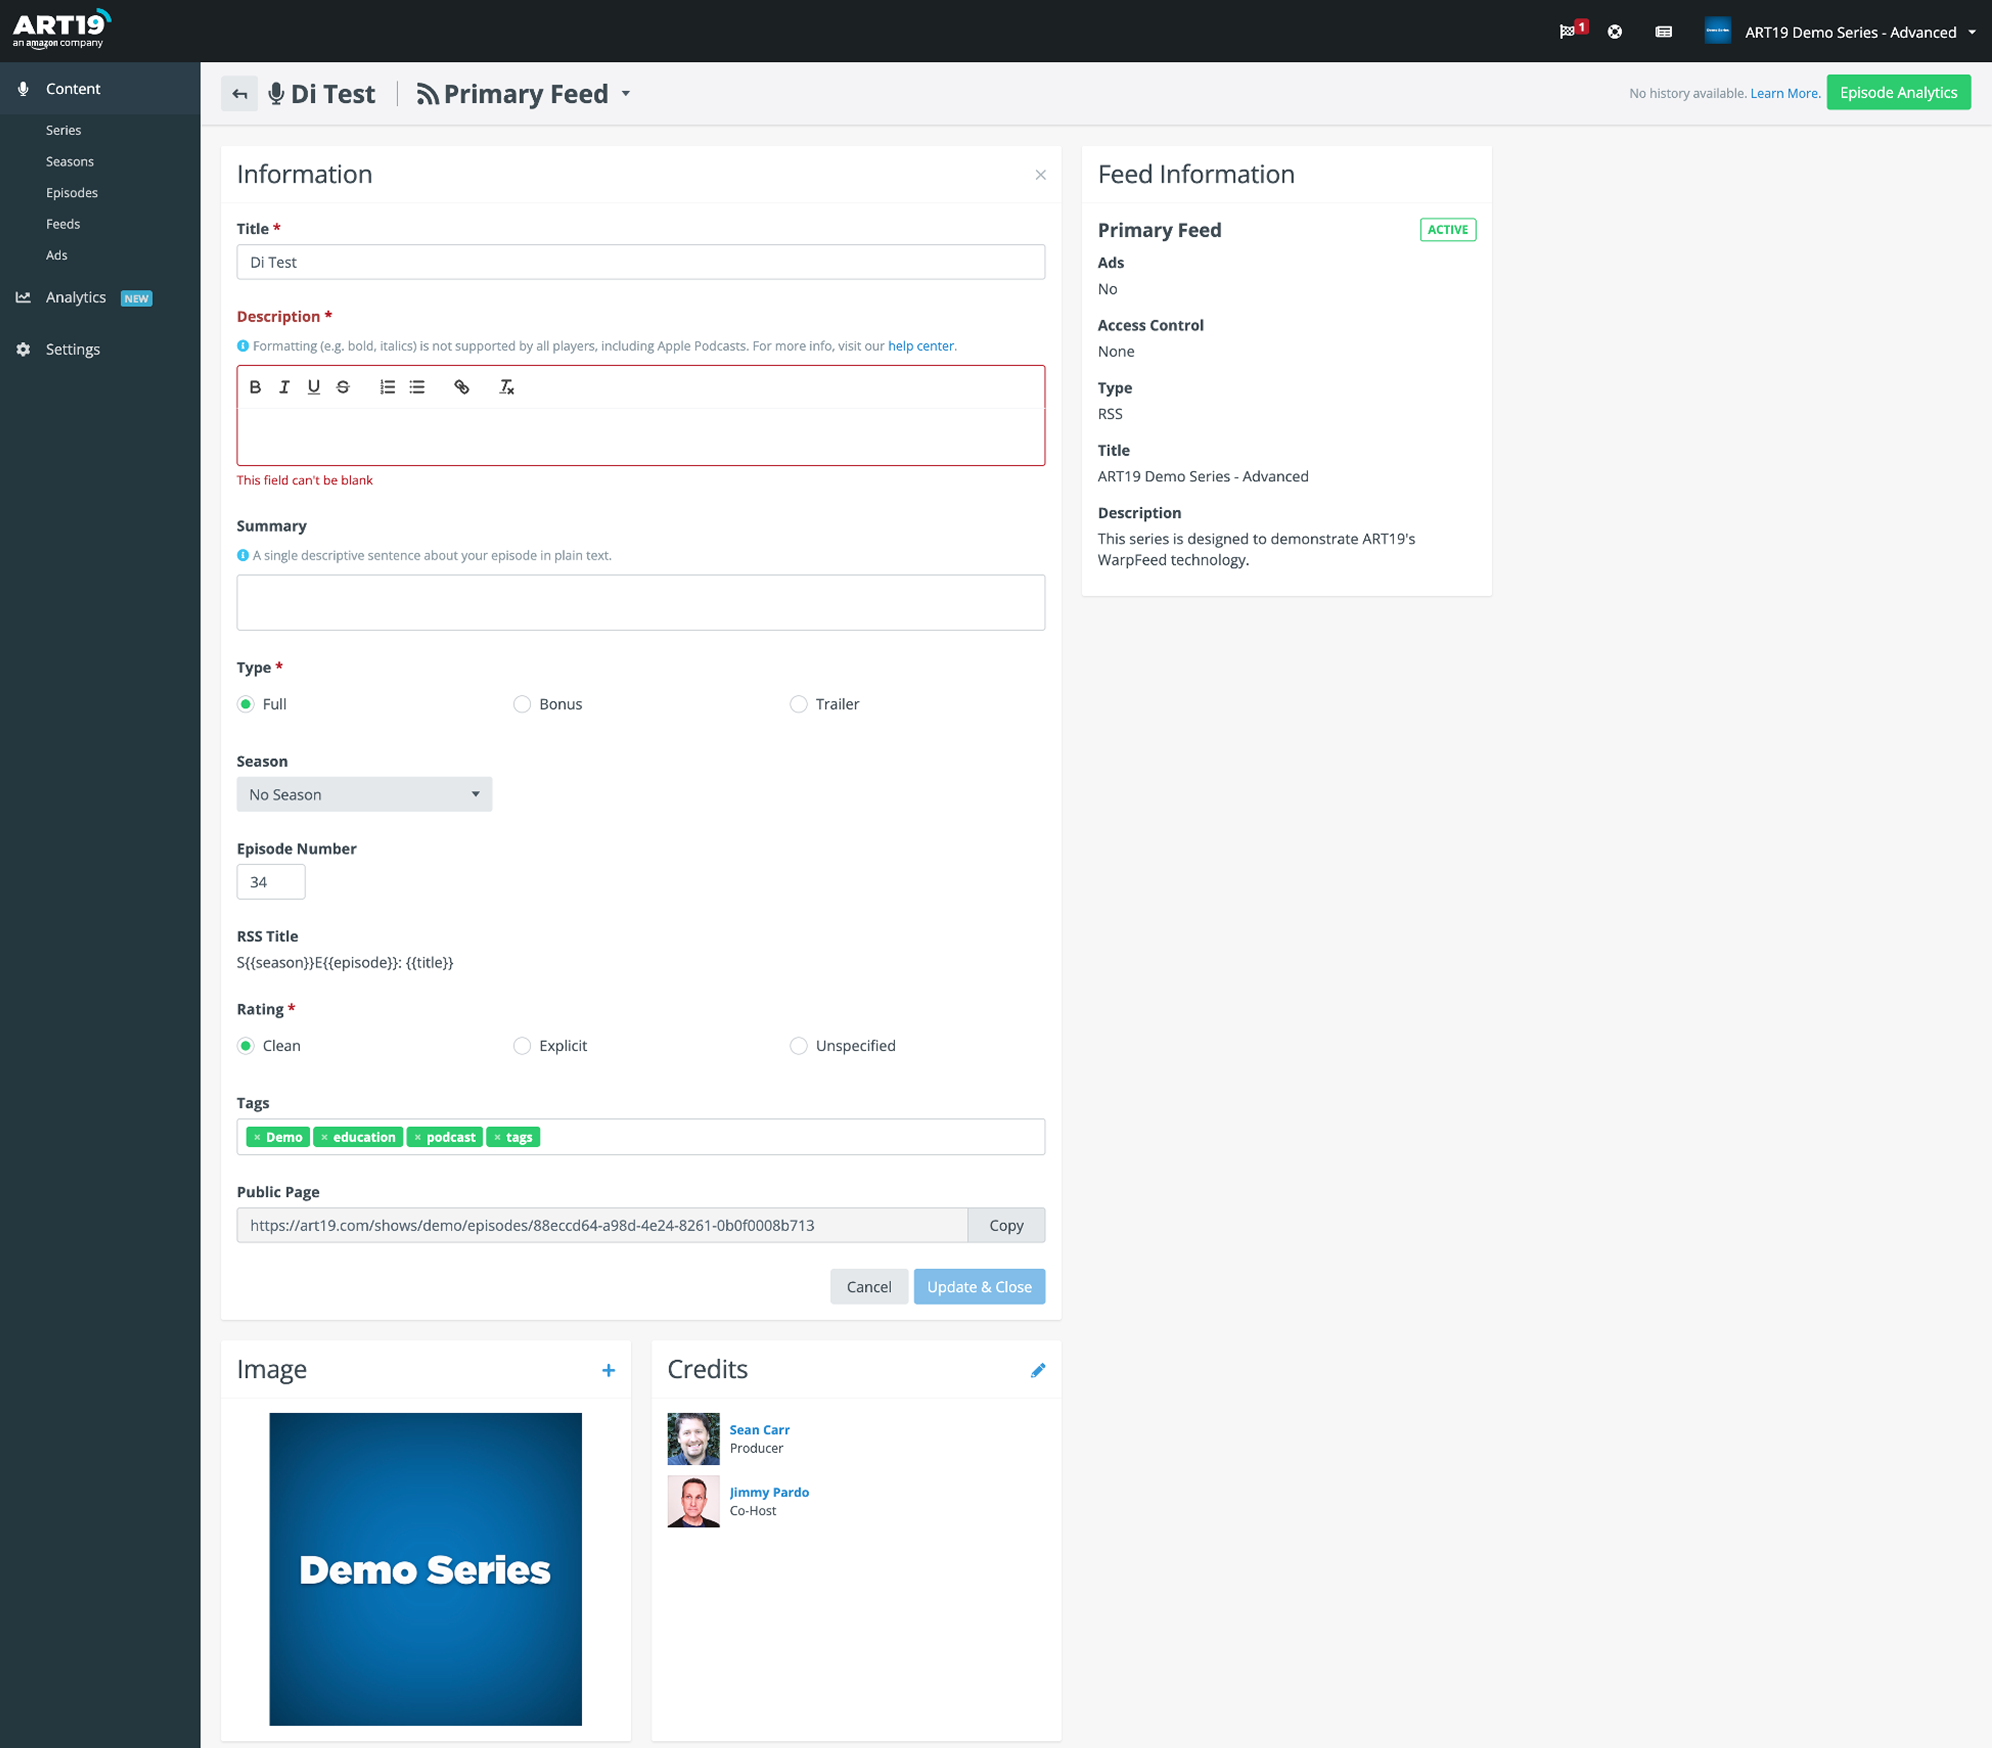 ART19
an amazon company
1
ART19 Demo Series - Advanced
Content
Series
Seasons
Episodes
Feeds
Ads
Analytics NEW
Settings
Di Test
Primary Feed
No history available. Learn More.
Episode Analytics
Information
Title *
Di Test
Description *
Formatting (e.g. bold, italics) is not supported by all players, including Apple Podcasts. For more info, visit our help center.
This field can't be blank
Summary
A single descriptive sentence about your episode in plain text.
Type *
Full Bonus Trailer
Season
No Season
Episode Number
34
RSS Title
S{{season}}E{{episode}}: {{title}}
Rating *
Clean Explicit Unspecified
Tags
× Demo × education × podcast × tags
Public Page
https://art19.com/shows/demo/episodes/88eccd64-a98d-4e24-8261-0b0f0008b713 Copy
Cancel Update & Close
Feed Information
Primary Feed ACTIVE
Ads
No
Access Control
None
Type
RSS
Title
ART19 Demo Series - Advanced
Description
This series is designed to demonstrate ART19's
WarpFeed technology.
Image
Demo Series
Credits
Sean Carr
Producer
Jimmy Pardo
Co-Host